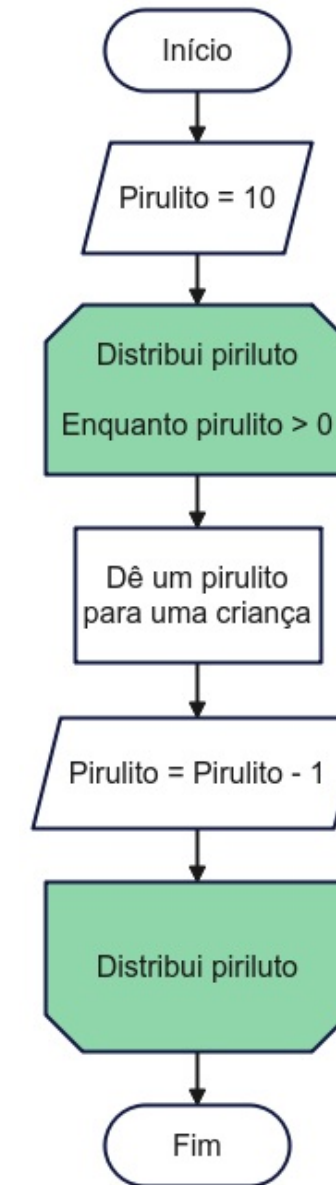 Início
Pirulito = 10
Distribui piriluto
Enquanto pirulito > 0
Dê um pirulito
para uma criança
Pirulito = Pirulito - 1
Distribui piriluto
Fim